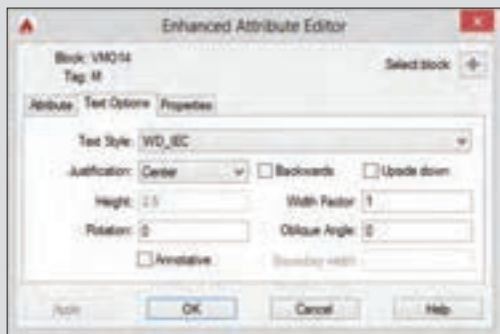 Enhanced Attribute Editor
Block: VMO14
Tag: M
Select block
Attribute Text Options Properties
Text Style: WD_IEC
Justification: Center Backwards Upside down
Height: 2.5 Width Factor: 1
Rotation: 0 Oblique Angle: 0
Annotative Boundary width:
Apply OK Cancel Help